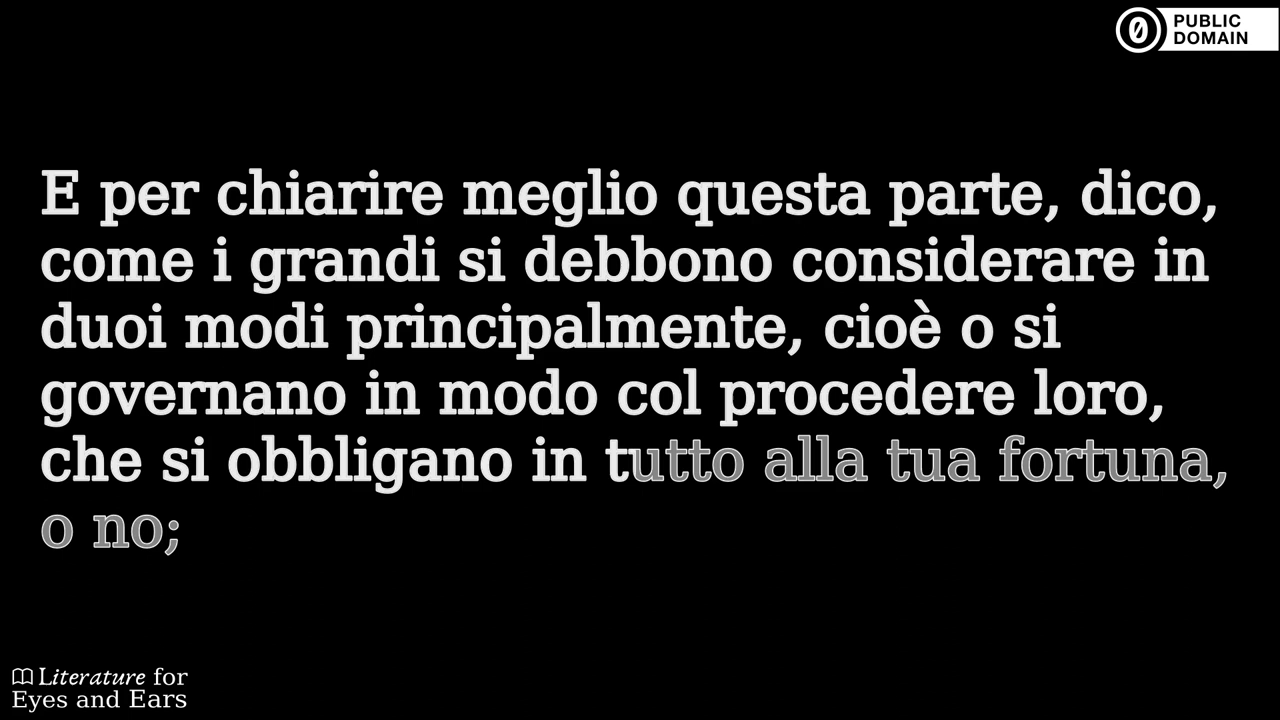 PUBLIC
DOMAIN
E per chiarire meglio questa parte, dico,
come i grandi si debbono considerare in
duoi modi principalmente, cioè o si
governano in modo col procedere loro,
che si obbligano in tutto alla tua fortuna,
o no;
Literature for
Eyes and Ears